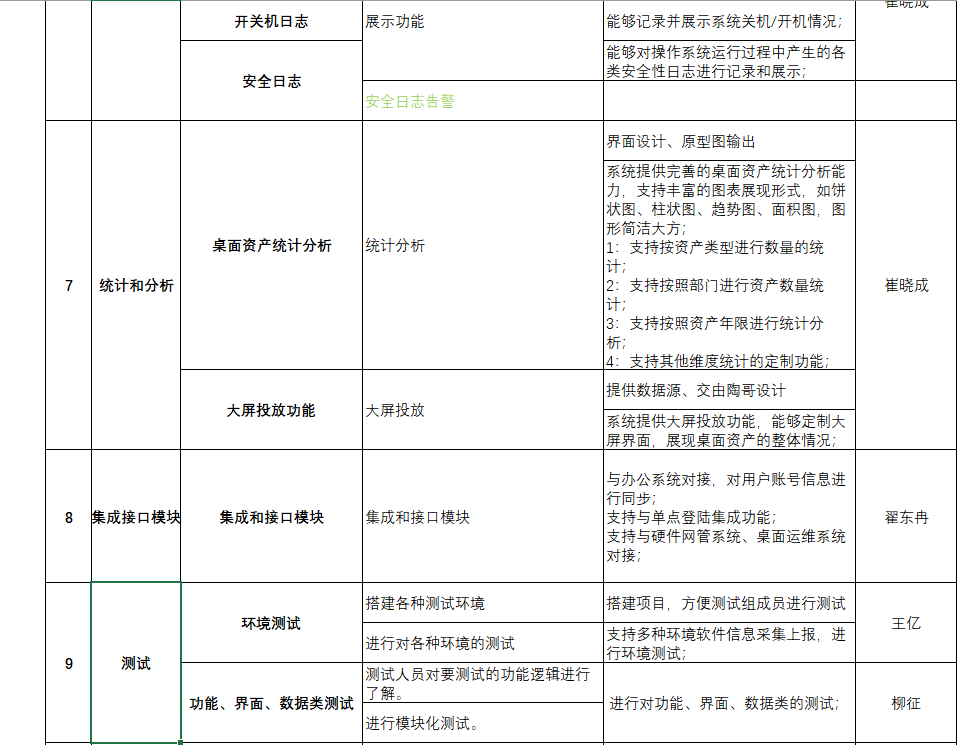 崔晓成
开关机日志
展示功能
能够记录并展示系统关机/开机情况；
安全日志
能够对操作系统运行过程中产生的各
类安全性日志进行记录和展示；
安全日志告警
7
统计和分析
桌面资产统计分析
统计分析
界面设计、原型图输出
系统提供完善的桌面资产统计分析能
力，支持丰富的图表展现形式，如饼
状图、柱状图、趋势图、面积图，图
形简洁大方；
1：支持按资产类型进行数量的统
计；
2：支持按照部门进行资产数量统
计；
3：支持按照资产年限进行统计分
析；
4：支持其他维度统计的定制功能；
崔晓成
大屏投放功能
大屏投放
提供数据源、交由陶哥设计
系统提供大屏投放功能，能够定制大
屏界面，展现桌面资产的整体情况；
8
集成接口模块
集成和接口模块
集成和接口模块
与办公系统对接，对用户账号信息进
行同步；
支持与单点登陆集成功能；
支持与硬件网管系统、桌面运维系统
对接；
翟东冉
9
测试
环境测试
搭建各种测试环境
搭建项目，方便测试组成员进行测试
进行对各种环境的测试
支持多种环境软件信息采集上报，进
行环境测试；
王亿
功能、界面、数据类测试
测试人员对要测试的功能逻辑进行
了解。
进行模块化测试。
进行对功能、界面、数据类的测试；
柳征